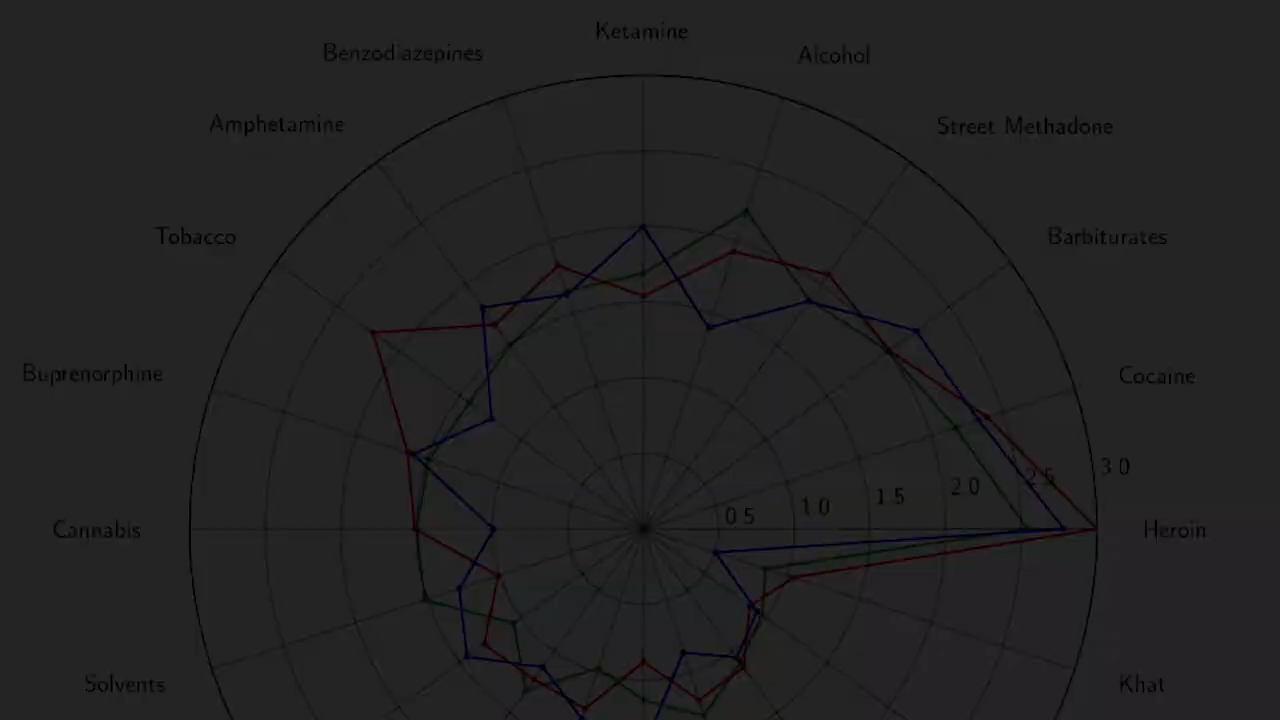 Ketamine
Benzodiazepines
Alcohol
Amphetamine
Street Methadone
Tobacco
Barbiturates
Buprenorphine
Cocaine
3.0
2.5
2.0
1.5
1.0
0.5
Cannabis
Heroin
Solvents
Khat